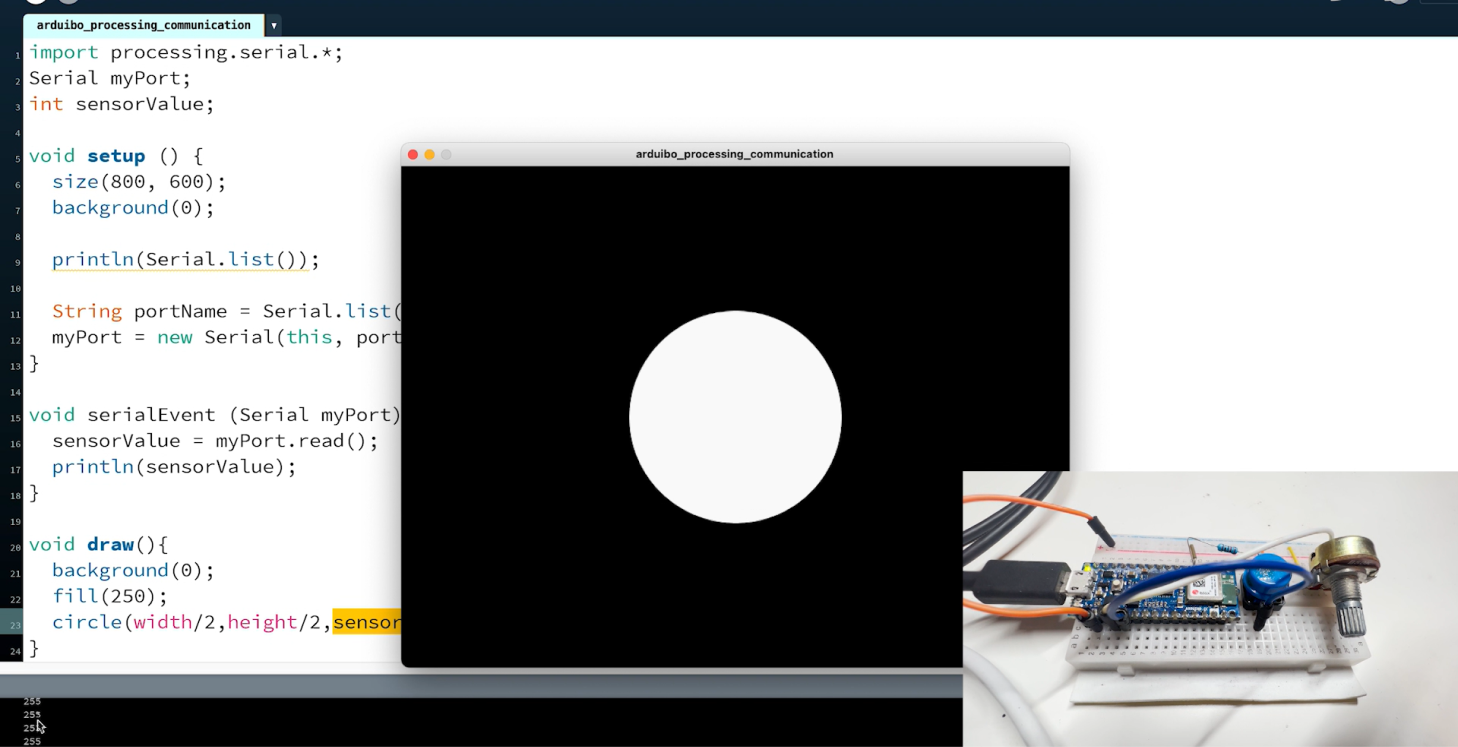 arduibo_processing_communication
1 import processing.serial.*;
2 Serial myPort;
3 int sensorValue;
4
5 void setup () {
6 size(800, 600);
7 background(0);
8
9 println(Serial.list());
10
11 String portName = Serial.list(
12 myPort = new Serial(this, port
13 }
14
15 void serialEvent (Serial myPort)
16 sensorValue = myPort.read();
17 println(sensorValue);
18 }
19
20 void draw(){
21 background(0);
22 fill(250);
23 circle(width/2,height/2,sensor
24 }
arduibo_processing_communication
255
255
255
255